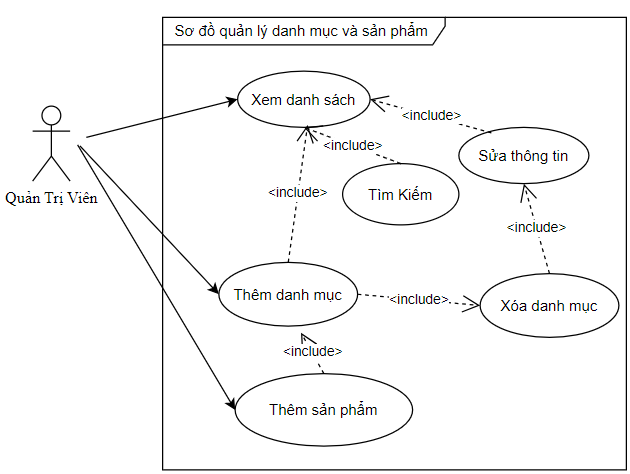 Sơ đồ quản lý danh mục và sản phẩm
Xem danh sách
<include>
Sửa thông tin
<include>
Tìm Kiếm
<include>
Quản Trị Viên
<include>
Thêm danh mục
<include>
Xóa danh mục
<include>
Thêm sản phẩm